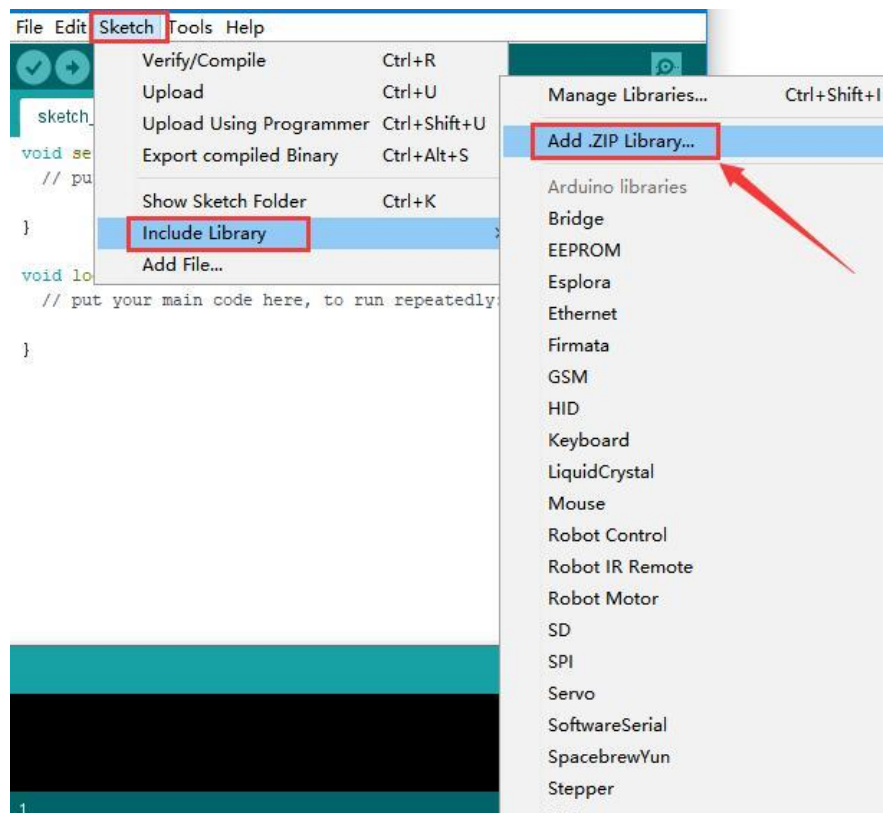 File Edit Sketch Tools Help
Verify/Compile Ctrl+R
Upload Ctrl+U
Upload Using Programmer Ctrl+Shift+U
Export compiled Binary Ctrl+Alt+S
Show Sketch Folder Ctrl+K
Include Library
Add File...
Manage Libraries... Ctrl+Shift+I
Add .ZIP Library...
Arduino libraries
Bridge
EEPROM
Esplora
Ethernet
Firmata
GSM
HID
Keyboard
LiquidCrystal
Mouse
Robot Control
Robot IR Remote
Robot Motor
SD
SPI
Servo
SoftwareSerial
SpacebrewYun
Stepper
sketch_
void se
// pu
}
void lo
// put your main code here, to run repeatedly:
}
1